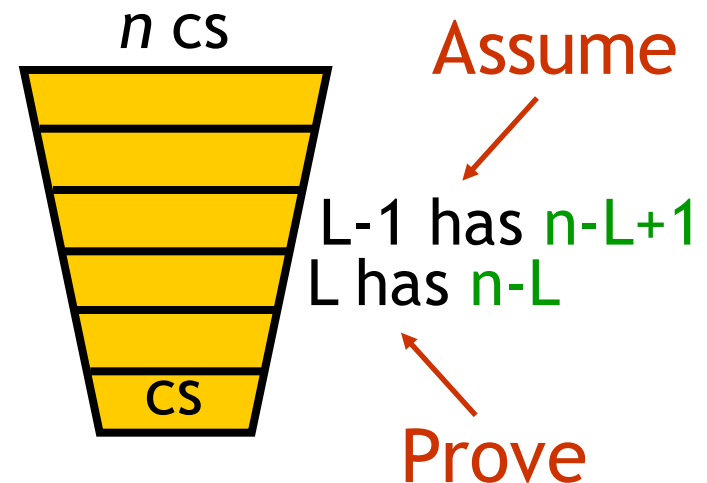 n cs
Assume
L-1 has n-L+1
L has n-L
cs
Prove